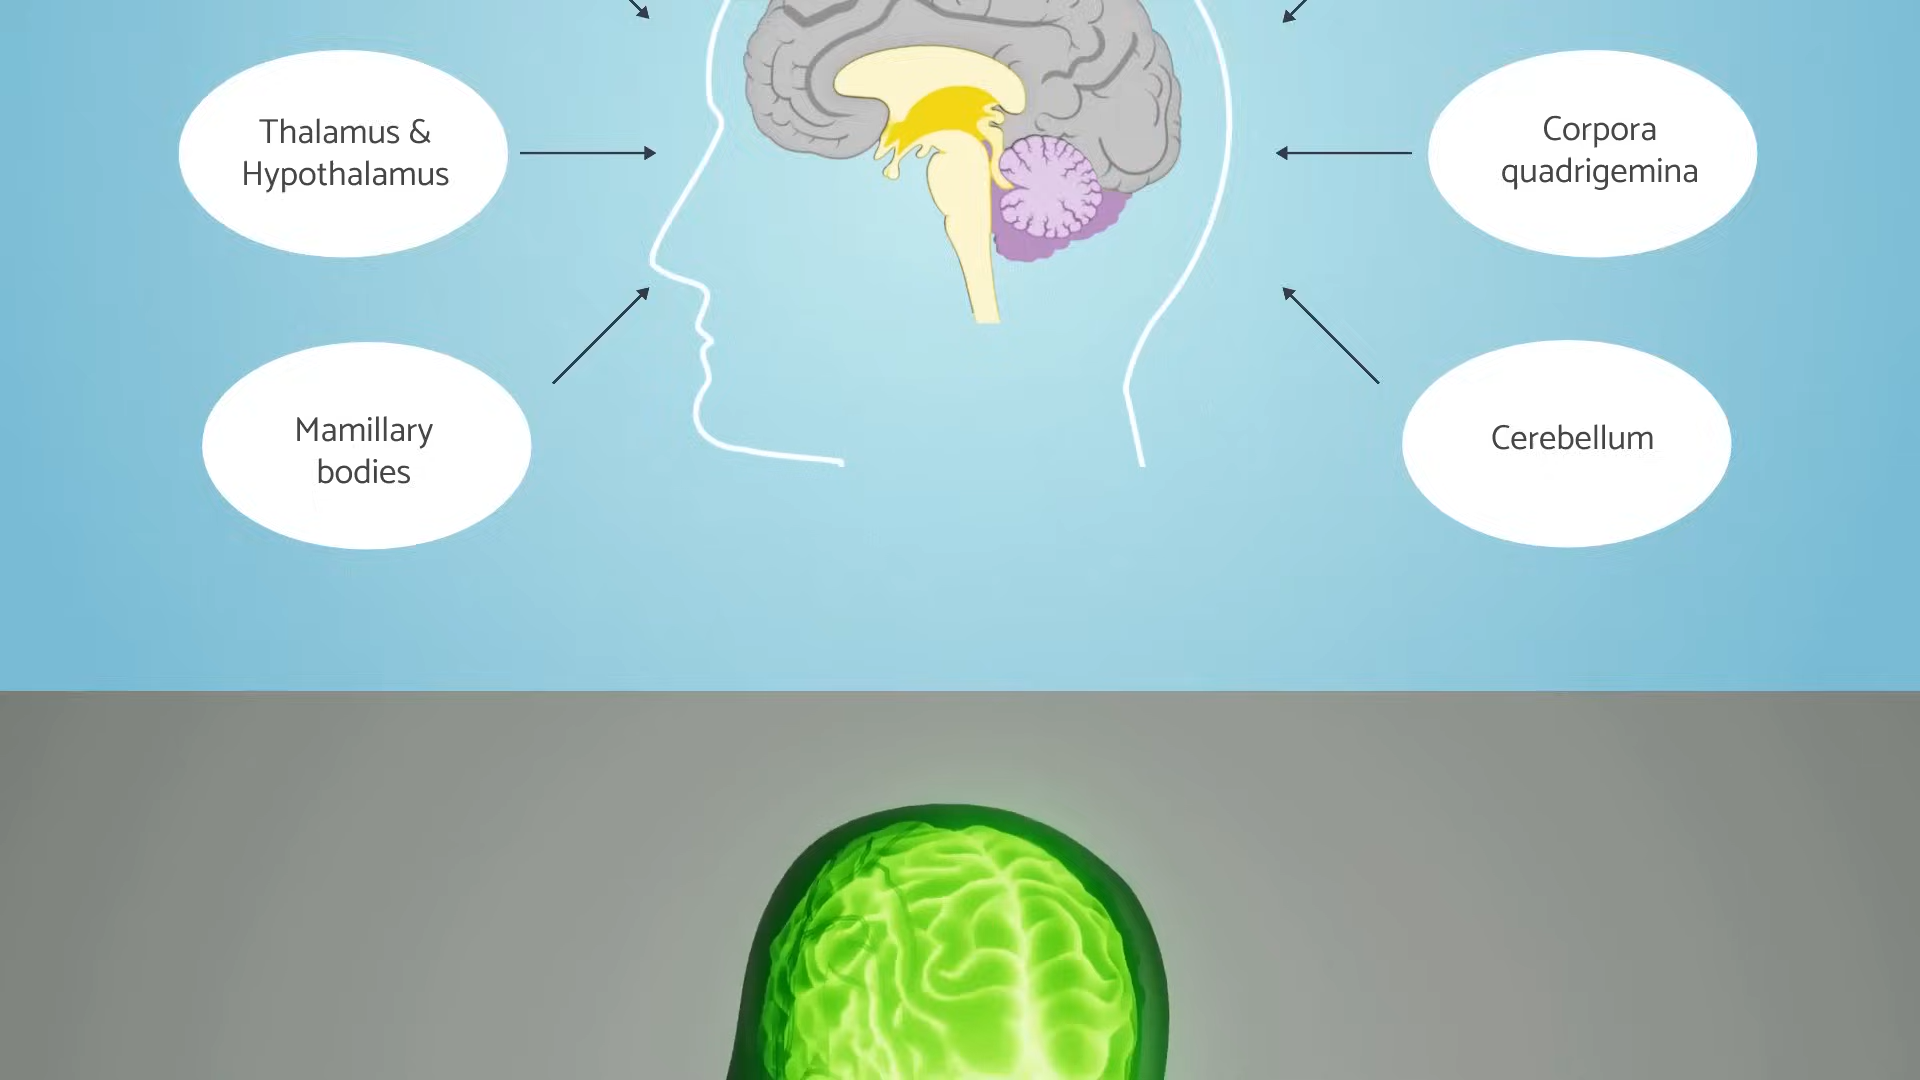 Thalamus &
Hypothalamus
Corpora
quadrigemina
Mamillary
bodies
Cerebellum